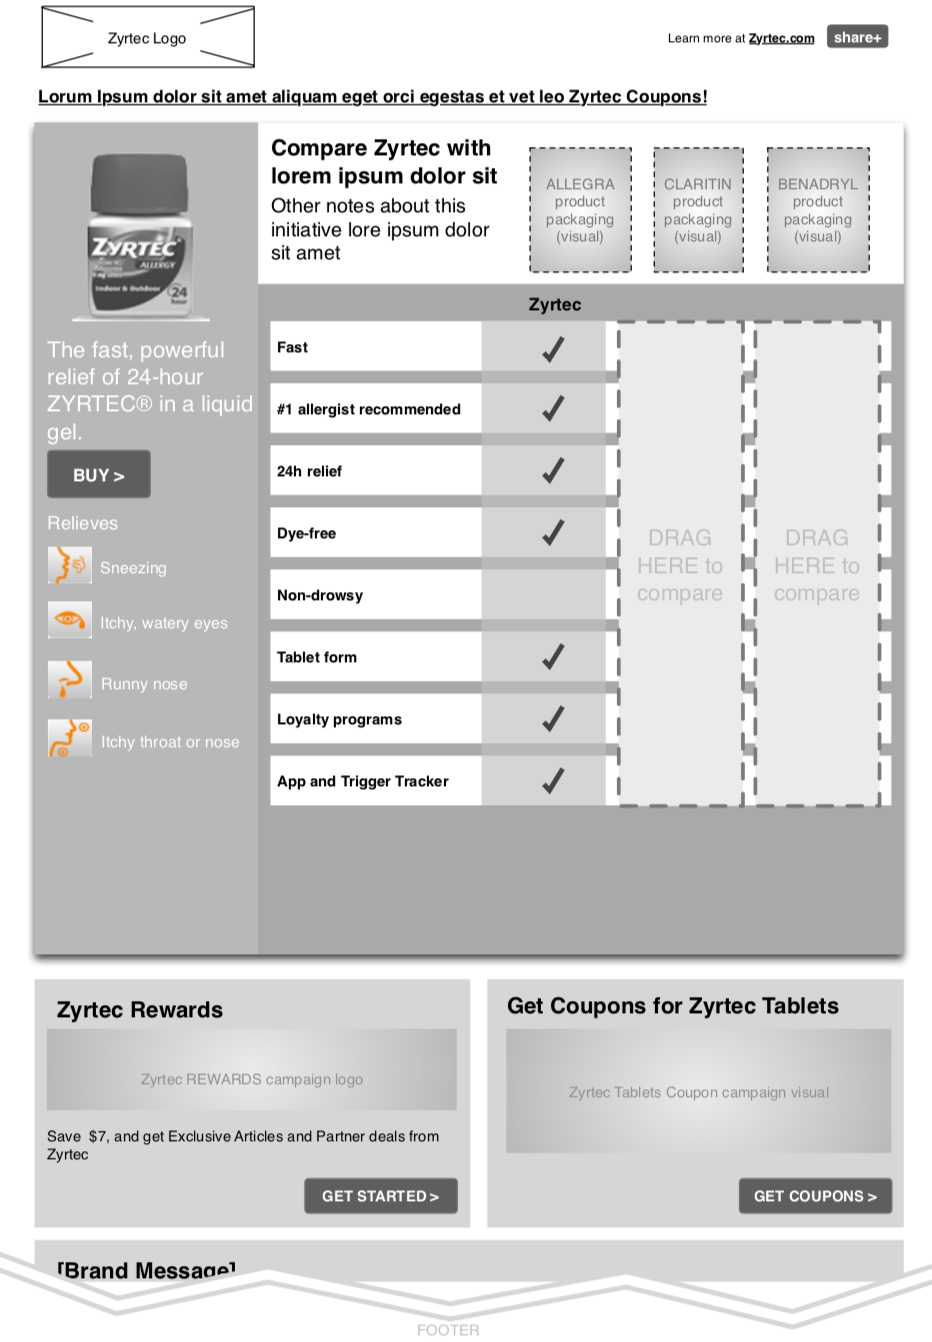 Zyrtec Logo
Learn more at Zyrtec.com
share+
Lorum Ipsum dolor sit amet aliquam eget orci egestas et vet leo Zyrtec Coupons!
ZYRTEC
ALLERGY
Indoor & Outdoor
24
hour
The fast, powerful
relief of 24-hour
ZYRTEC® in a liquid
gel.
BUY >
Relieves
Sneezing
Itchy, watery eyes
Runny nose
Itchy throat or nose
Compare Zyrtec with
lorem ipsum dolor sit
Other notes about this
initiative lore ipsum dolor
sit amet
ALLEGRA
product
packaging
(visual)
CLARITIN
product
packaging
(visual)
BENADRYL
product
packaging
(visual)
Zyrtec
Fast
#1 allergist recommended
24h relief
Dye-free
Non-drowsy
Tablet form
Loyalty programs
App and Trigger Tracker
DRAG
HERE to
compare
DRAG
HERE to
compare
Zyrtec Rewards
Zyrtec REWARDS campaign logo
Save  $7, and get Exclusive Articles and Partner deals from
Zyrtec
GET STARTED >
Get Coupons for Zyrtec Tablets
Zyrtec Tablets Coupon campaign visual
GET COUPONS >
[Brand Message]
FOOTER